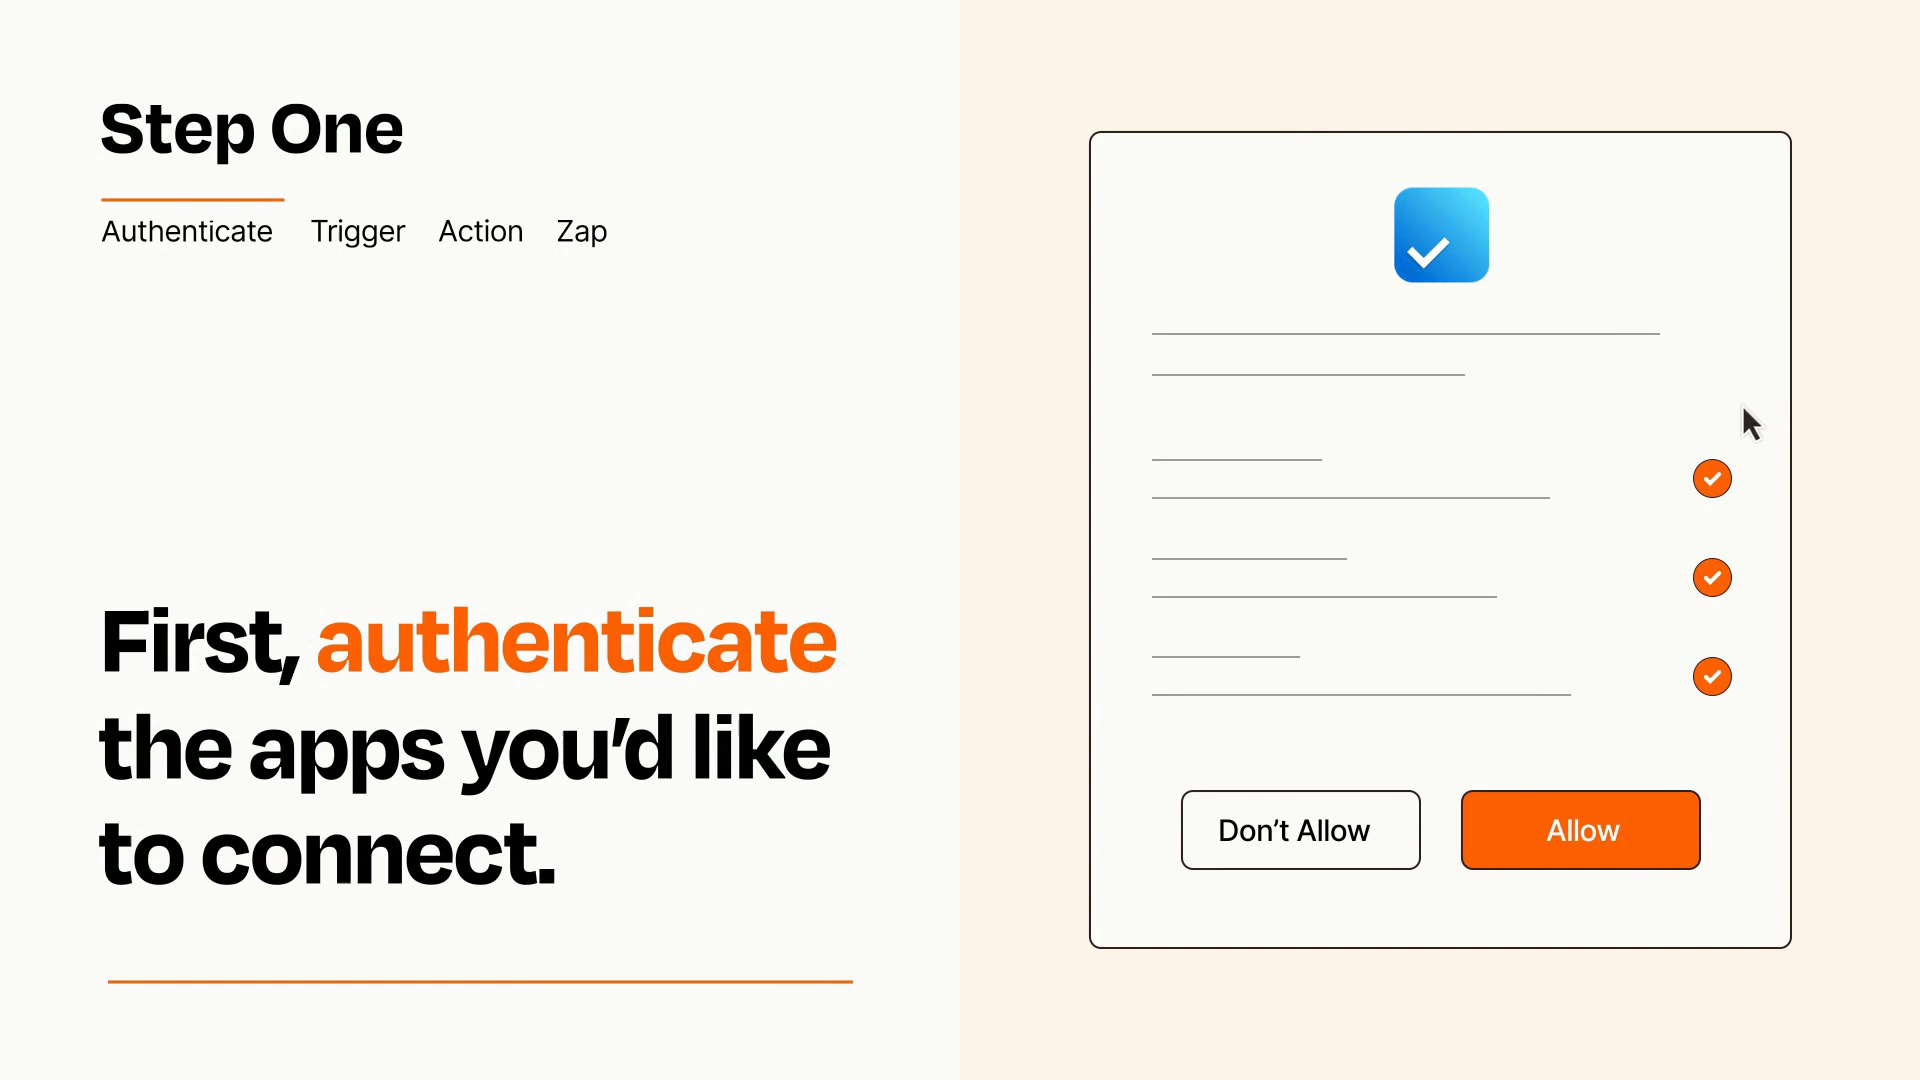 Step One
Authenticate Trigger Action Zap
First, authenticate
the apps you’d like
to connect.
Don’t Allow
Allow